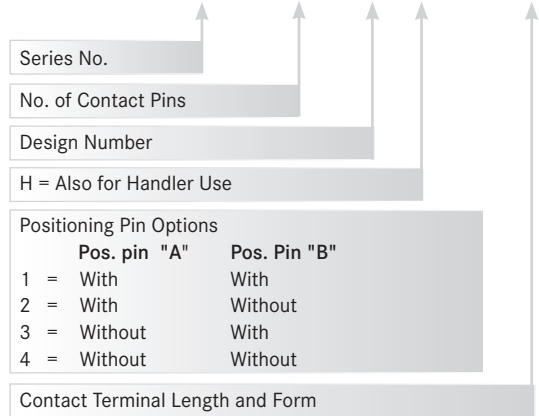 Series No.
No. of Contact Pins
Design Number
H = Also for Handler Use
Positioning Pin Options
Pos. pin "A" Pos. Pin "B"
1 = With With
2 = With Without
3 = Without With
4 = Without Without
Contact Terminal Length and Form